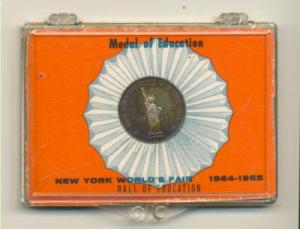 Medal of Education
NEW YORK WORLD'S FAIR 1964-1965
HALL OF EDUCATION